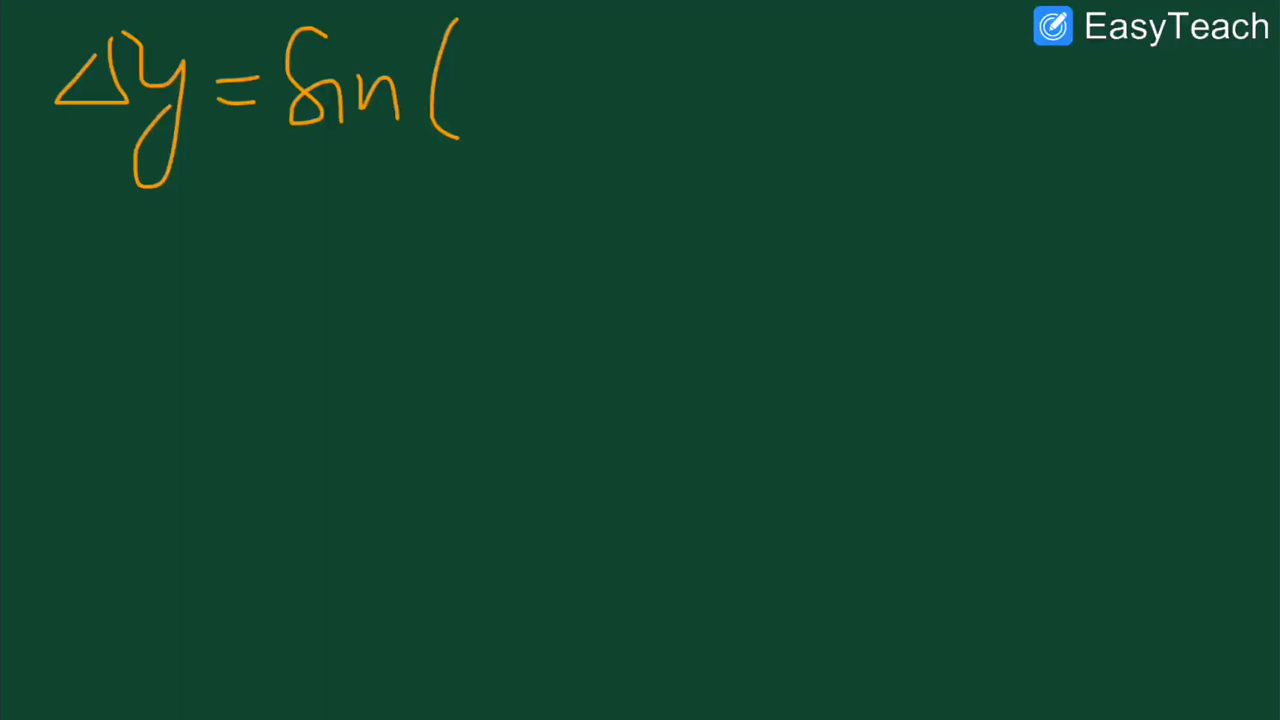 EasyTeach
Δy = sin (